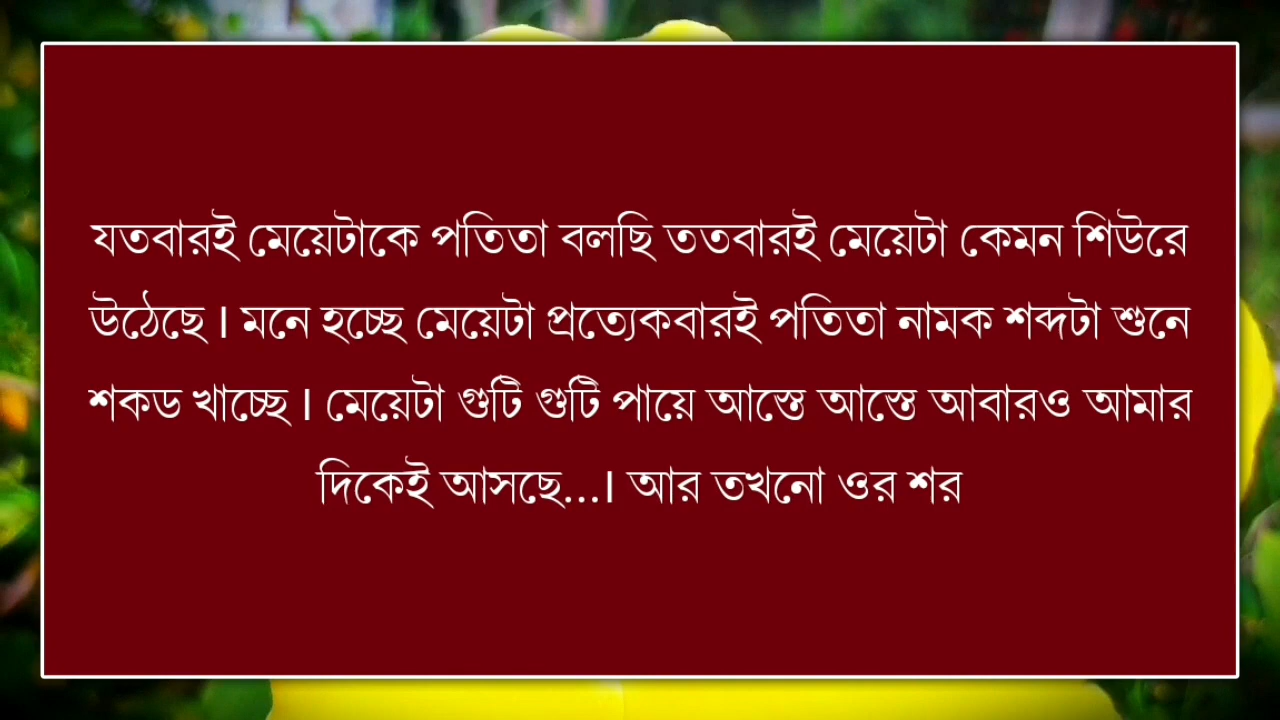 যতবারই মেয়েটাকে পতিতা বলছি ততবারই মেয়েটা কেমন শিউরে
উঠেছে। মনে হচ্ছে মেয়েটা প্রত্যেকবারই পতিতা নামক শব্দটা শুনে
শকড খাচ্ছে। মেয়েটা গুটি গুটি পায়ে আস্তে আস্তে আবারও আমার
দিকেই আসছে...। আর তখনো ওর শর